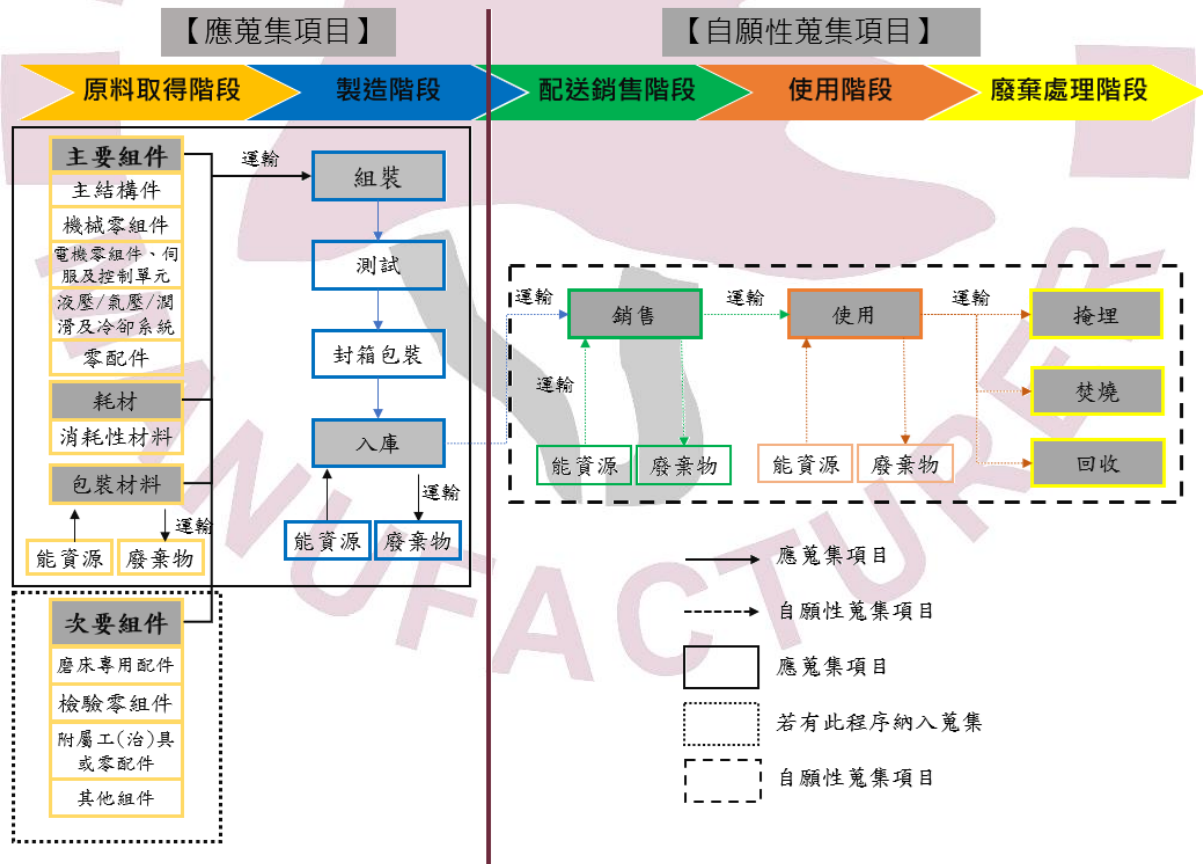 【應蒐集項目】
【自願性蒐集項目】
原料取得階段
製造階段
配送銷售階段
使用階段
廢棄處理階段
主要組件
主結構件
機械零組件
電機零組件、伺
服及控制單元
液壓/氣壓/潤
滑及冷卻系統
零配件
耗材
消耗性材料
包裝材料
運輸
能資源
廢棄物
次要組件
磨床專用配件
檢驗零組件
附屬工(治)具
或零配件
其他組件
運輸
組裝
測試
封箱包裝
入庫
運輸
能資源
廢棄物
運輸
銷售
運輸
能資源
廢棄物
運輸
使用
能資源
廢棄物
運輸
掩埋
焚燒
回收
應蒐集項目
自願性蒐集項目
應蒐集項目
若有此程序納入蒐集
自願性蒐集項目
MANUFACTURER